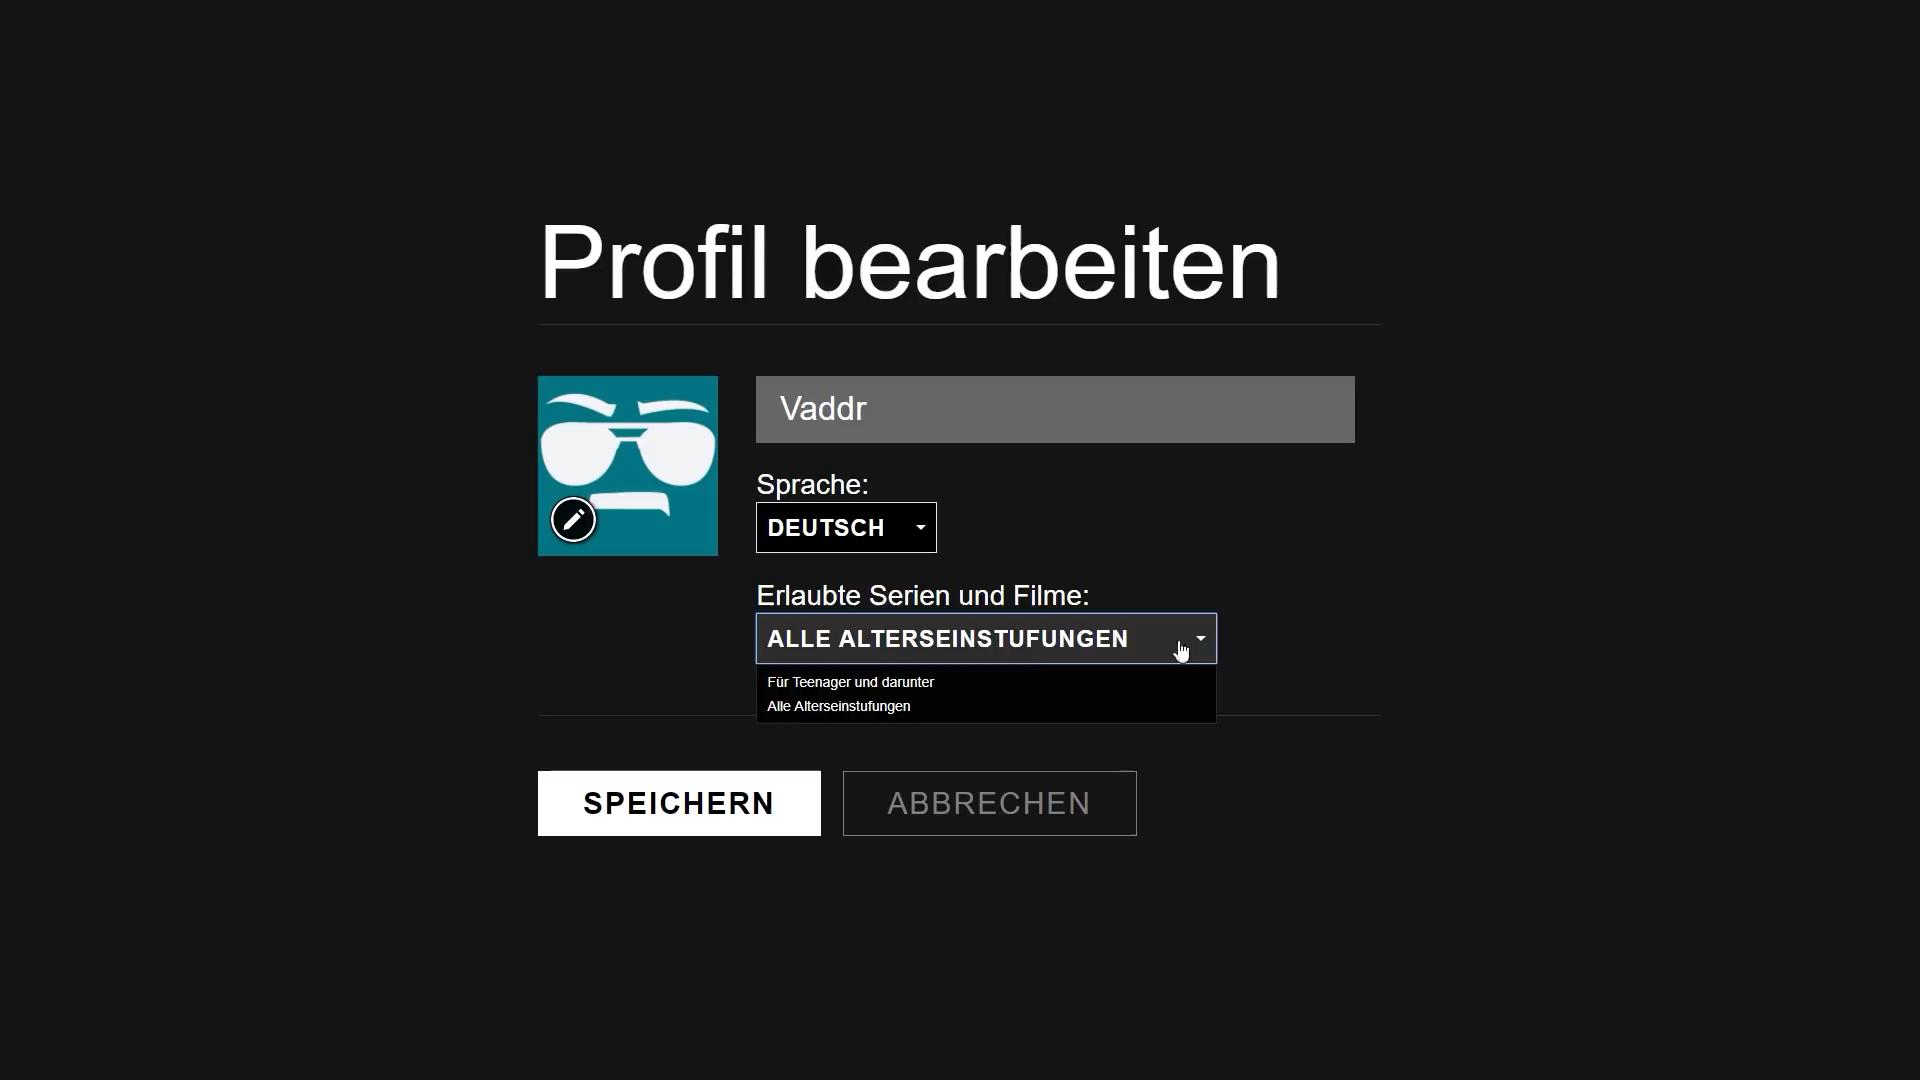 Profil bearbeiten
Vaddr
Sprache:
DEUTSCH
Erlaubte Serien und Filme:
ALLE ALTERSEINSTUFUNGEN
Für Teenager und darunter
Alle Alterseinstufungen
SPEICHERN
ABBRECHEN